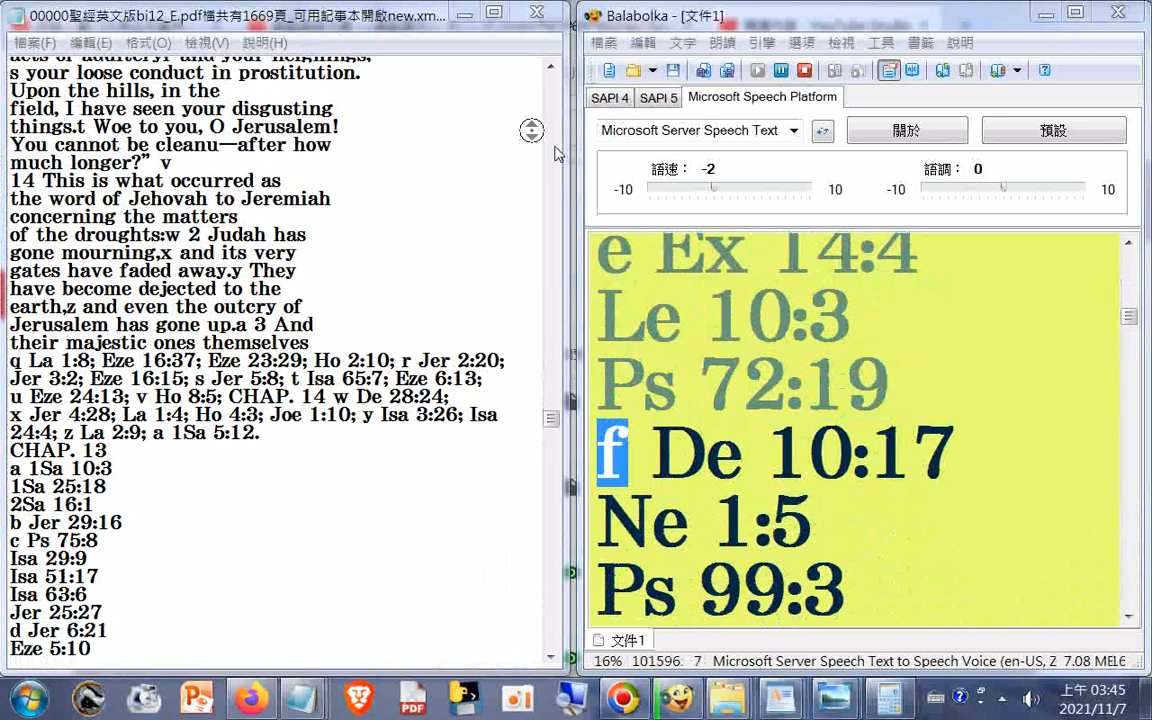 00000聖經英文版bi12_E.pdf檔共有1669頁_可用記事本開啟new.xm...
檔案(F) 編輯(E) 格式(O) 檢視(V) 說明(H)
acts of adulteryr and your neighings,
s your loose conduct in prostitution.
Upon the hills, in the
field, I have seen your disgusting
things.t Woe to you, O Jerusalem!
You cannot be cleanu—after how
much longer?” v
14 This is what occurred as
the word of Jehovah to Jeremiah
concerning the matters
of the droughts:w 2 Judah has
gone mourning,x and its very
gates have faded away.y They
have become dejected to the
earth,z and even the outcry of
Jerusalem has gone up.a 3 And
their majestic ones themselves
q La 1:8; Eze 16:37; Eze 23:29; Ho 2:10; r Jer 2:20;
Jer 3:2; Eze 16:15; s Jer 5:8; t Isa 65:7; Eze 6:13;
u Eze 24:13; v Ho 8:5; CHAP. 14 w De 28:24;
x Jer 4:28; La 1:4; Ho 4:3; Joe 1:10; y Isa 3:26; Isa
24:4; z La 2:9; a 1Sa 5:12.
CHAP. 13
a 1Sa 10:3
1Sa 25:18
2Sa 16:1
b Jer 29:16
c Ps 75:8
Isa 29:9
Isa 51:17
Isa 63:6
Jer 25:27
d Jer 6:21
Eze 5:10
Balabolka - [文件1]
檔案 編輯 文字 朗讀 引擎 選項 檢視 工具 書籤 說明
SAPI 4 SAPI 5 Microsoft Speech Platform
Microsoft Server Speech Text 關於 預設
語速: -2 語調: 0
-10 10 -10 10
e Ex 14:4
Le 10:3
Ps 72:19
f De 10:17
Ne 1:5
Ps 99:3
文件1
16% 101596: 7 Microsoft Server Speech Text to Speech Voice (en-US, Z 7.08 ME
上午 03:45
2021/11/7